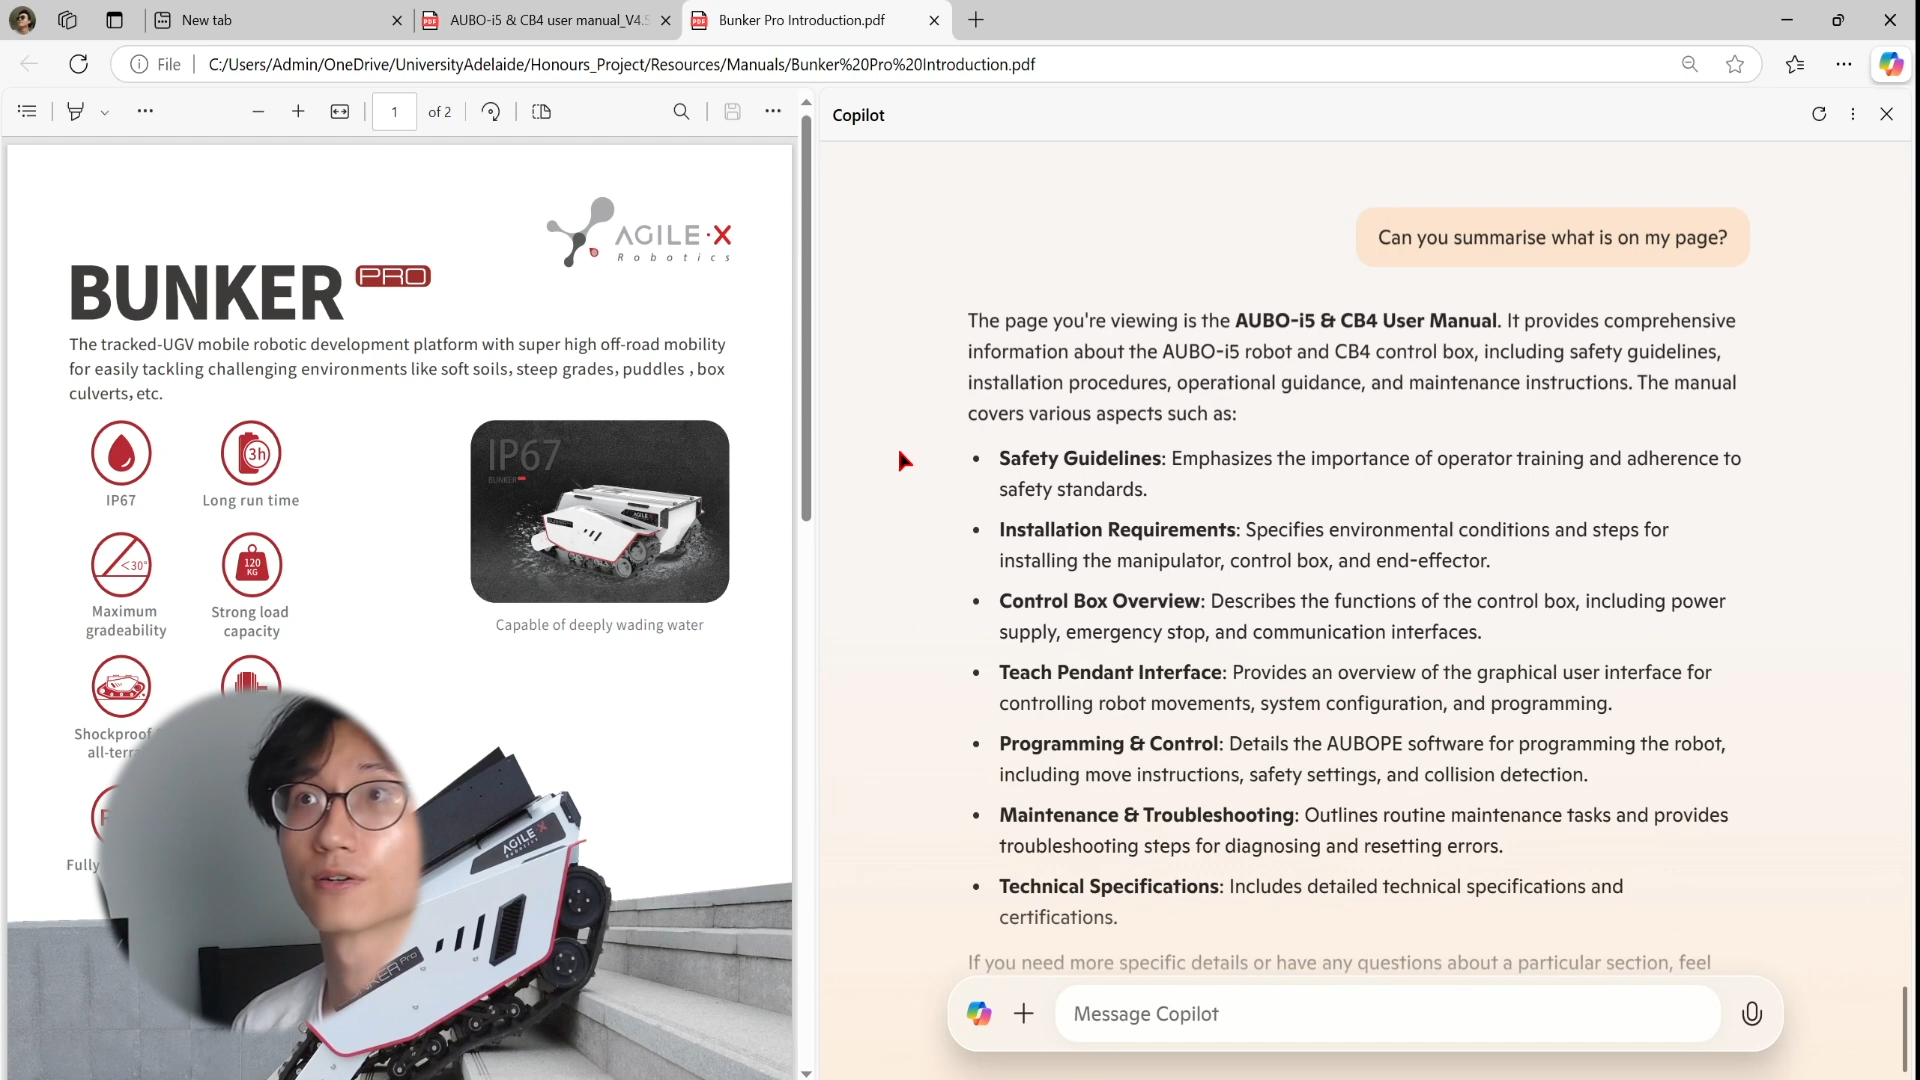 New tab
AUBO-i5 & CB4 user manual_V4.5
Bunker Pro Introduction.pdf
File
C:/Users/Admin/OneDrive/UniversityAdelaide/Honours_Project/Resources/Manuals/Bunker%20Pro%20Introduction.pdf
1
of 2
AGILE·X
Robotics
BUNKER PRO
The tracked-UGV mobile robotic development platform with super high off-road mobility
for easily tackling challenging environments like soft soils, steep grades, puddles , box
culverts, etc.
3h
IP67
BUNKER
IP67
Long run time
<30°
120
KG
Maximum
gradeability
Strong load
capacity
Capable of deeply wading water
Shockproof
all-terra
Fully
AGILE·X
ROBOTICS
BUNKER Pro
Copilot
Can you summarise what is on my page?
The page you're viewing is the AUBO-i5 & CB4 User Manual. It provides comprehensive
information about the AUBO-i5 robot and CB4 control box, including safety guidelines,
installation procedures, operational guidance, and maintenance instructions. The manual
covers various aspects such as:
• Safety Guidelines: Emphasizes the importance of operator training and adherence to
safety standards.
• Installation Requirements: Specifies environmental conditions and steps for
installing the manipulator, control box, and end-effector.
• Control Box Overview: Describes the functions of the control box, including power
supply, emergency stop, and communication interfaces.
• Teach Pendant Interface: Provides an overview of the graphical user interface for
controlling robot movements, system configuration, and programming.
• Programming & Control: Details the AUBOPE software for programming the robot,
including move instructions, safety settings, and collision detection.
• Maintenance & Troubleshooting: Outlines routine maintenance tasks and provides
troubleshooting steps for diagnosing and resetting errors.
• Technical Specifications: Includes detailed technical specifications and
certifications.
If you need more specific details or have any questions about a particular section, feel
Message Copilot